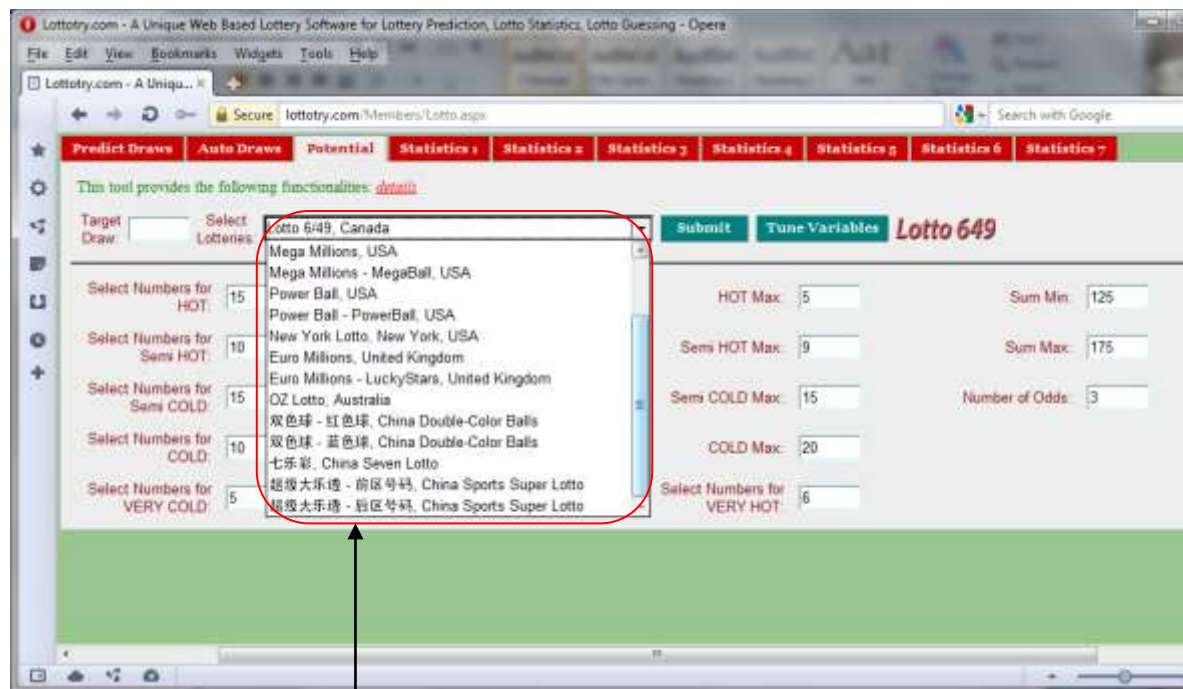 Lottotry.com - A Unique Web Based Lottery Software for Lottery Prediction, Lotto Statistics, Lotto Guessing - Opera
File Edit View Bookmarks Widgets Tools Help
Lottotry.com - A Uniqu...
Secure lottotry.com/Members/Lotto.aspx Search with Google
Predict Draws Auto Draws Potential Statistics 1 Statistics 2 Statistics 3 Statistics 4 Statistics 5 Statistics 6 Statistics 7
This tool provides the following functionalities: details
Target Draw: Select Lotteries: Lotto 6/49, Canada Submit Tune Variables Lotto 649
Mega Millions, USA
Mega Millions - MegaBall, USA
Power Ball, USA
Power Ball - PowerBall, USA
New York Lotto, New York, USA
Euro Millions, United Kingdom
Euro Millions - LuckyStars, United Kingdom
OZ Lotto, Australia
双色球 - 红色球, China Double-Color Balls
双色球 - 蓝色球, China Double-Color Balls
七乐彩, China Seven Lotto
超级大乐透 - 前区号码, China Sports Super Lotto
超级大乐透 - 后区号码, China Sports Super Lotto
Select Numbers for HOT: 15 HOT Max: 5 Sum Min: 125
Select Numbers for Semi HOT: 10 Semi HOT Max: 9 Sum Max: 175
Select Numbers for Semi COLD: 15 Semi COLD Max: 15 Number of Odds: 3
Select Numbers for COLD: 10 COLD Max: 20
Select Numbers for VERY COLD: 5 Select Numbers for VERY HOT: 6